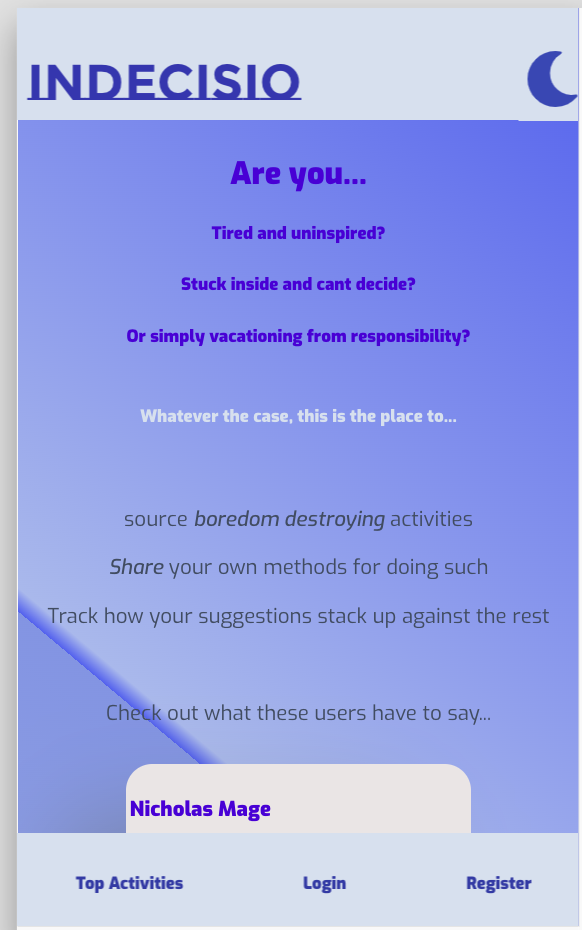 INDECISIO
Are you...
Tired and uninspired?
Stuck inside and cant decide?
Or simply vacationing from responsibility?
Whatever the case, this is the place to...
source boredom destroying activities
Share your own methods for doing such
Track how your suggestions stack up against the rest
Check out what these users have to say...
Nicholas Mage
Top Activities Login Register